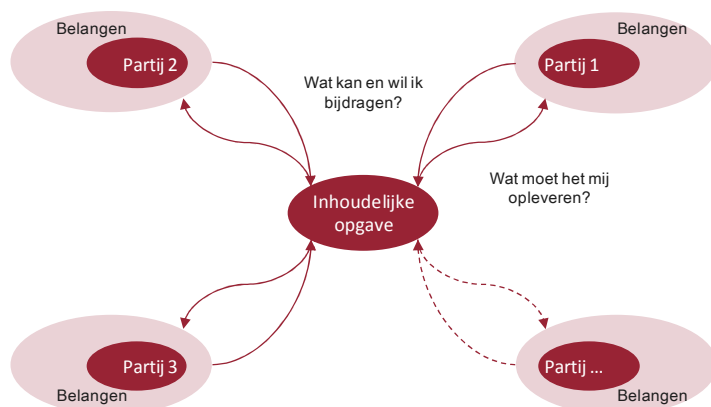 Belangen
Partij 2
Belangen
Partij 1
Wat kan en wil ik
bijdragen?
Wat moet het mij
opleveren?
Inhoudelijke
opgave
Partij 3
Belangen
Partij ...
Belangen